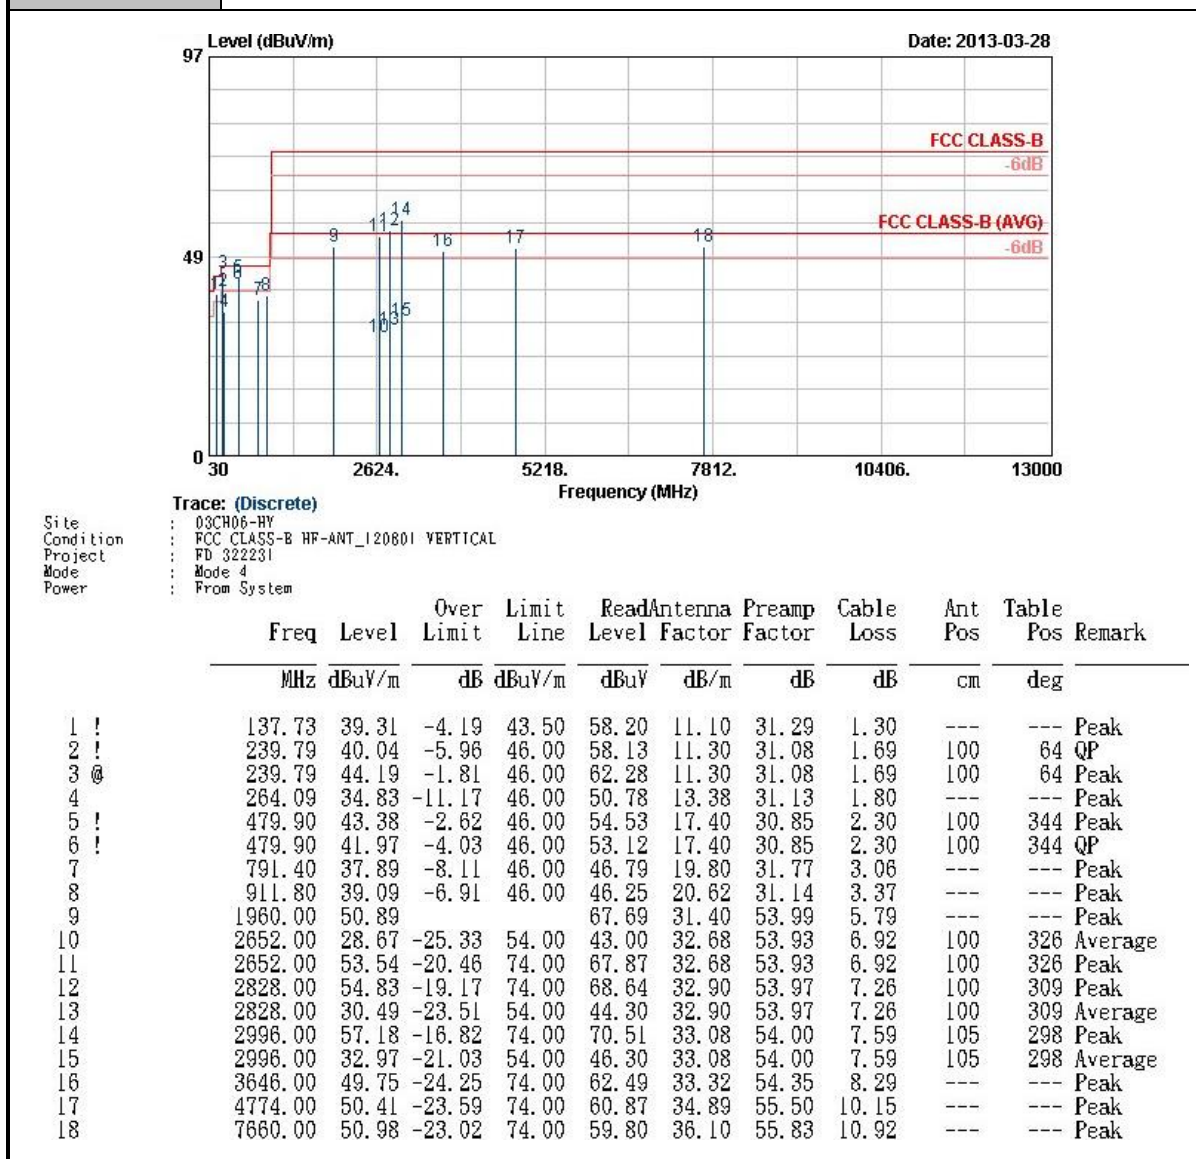 Level (dBuV/m) Date: 2013-03-28
97
FCC CLASS-B
-6dB
14
11 12
FCC CLASS-B (AVG)
9 16 17 18
-6dB
49
3
5
6
1 2
7 8
4
10 13 15
0
30 2624. 5218. 7812. 10406. 13000
Frequency (MHz)
Trace: (Discrete)
Site : 03CH06-HY
Condition : FCC CLASS-B HF-ANT_120801 VERTICAL
Project : FD 322231
Mode : Mode 4
Power : From System
Over Limit ReadAntenna Preamp Cable Ant Table
Freq Level Limit Line Level Factor Factor Loss Pos Pos Remark
MHz dBuV/m dB dBuV/m dBuV dB/m dB dB cm deg
1 ! 137.73 39.31 -4.19 43.50 58.20 11.10 31.29 1.30 --- --- Peak
2 ! 239.79 40.04 -5.96 46.00 58.13 11.30 31.08 1.69 100 64 QP
3 @ 239.79 44.19 -1.81 46.00 62.28 11.30 31.08 1.69 100 64 Peak
4 264.09 34.83 -11.17 46.00 50.78 13.38 31.13 1.80 --- --- Peak
5 ! 479.90 43.38 -2.62 46.00 54.53 17.40 30.85 2.30 100 344 Peak
6 ! 479.90 41.97 -4.03 46.00 53.12 17.40 30.85 2.30 100 344 QP
7 791.40 37.89 -8.11 46.00 46.79 19.80 31.77 3.06 --- --- Peak
8 911.80 39.09 -6.91 46.00 46.25 20.62 31.14 3.37 --- --- Peak
9 1960.00 50.89 67.69 31.40 53.99 5.79 --- --- Peak
10 2652.00 28.67 -25.33 54.00 43.00 32.68 53.93 6.92 100 326 Average
11 2652.00 53.54 -20.46 74.00 67.87 32.68 53.93 6.92 100 326 Peak
12 2828.00 54.83 -19.17 74.00 68.64 32.90 53.97 7.26 100 309 Peak
13 2828.00 30.49 -23.51 54.00 44.30 32.90 53.97 7.26 100 309 Average
14 2996.00 57.18 -16.82 74.00 70.51 33.08 54.00 7.59 105 298 Peak
15 2996.00 32.97 -21.03 54.00 46.30 33.08 54.00 7.59 105 298 Average
16 3646.00 49.75 -24.25 74.00 62.49 33.32 54.35 8.29 --- --- Peak
17 4774.00 50.41 -23.59 74.00 60.87 34.89 55.50 10.15 --- --- Peak
18 7660.00 50.98 -23.02 74.00 59.80 36.10 55.83 10.92 --- --- Peak